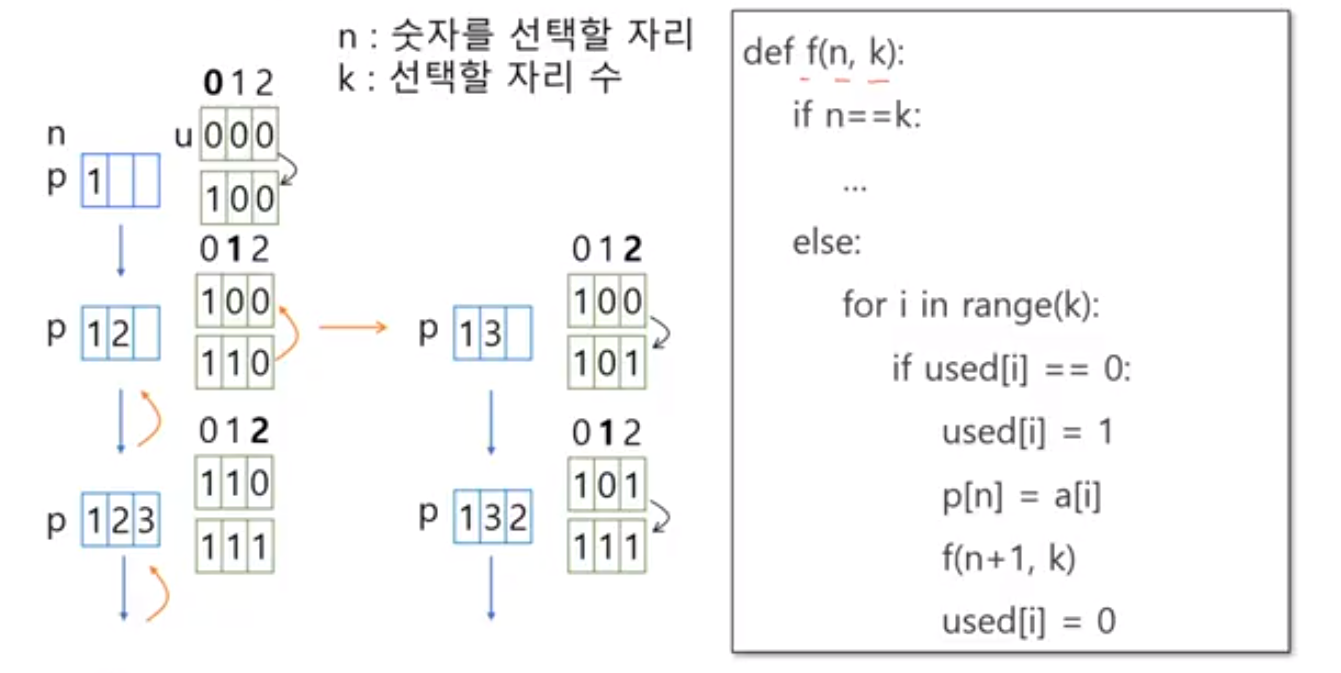 n : 숫자를 선택할 자리
k : 선택할 자리 수
0 1 2
n
u 0 0 0
p 1
1 0 0
0 1 2
1 0 0
p 1 2
1 1 0
0 1 2
1 1 0
p 1 2 3
1 1 1
0 1 2
1 0 0
p 1 3
1 0 1
0 1 2
1 0 1
p 1 3 2
1 1 1
def f(n, k):
if n==k:
...
else:
for i in range(k):
if used[i] == 0:
used[i] = 1
p[n] = a[i]
f(n+1, k)
used[i] = 0